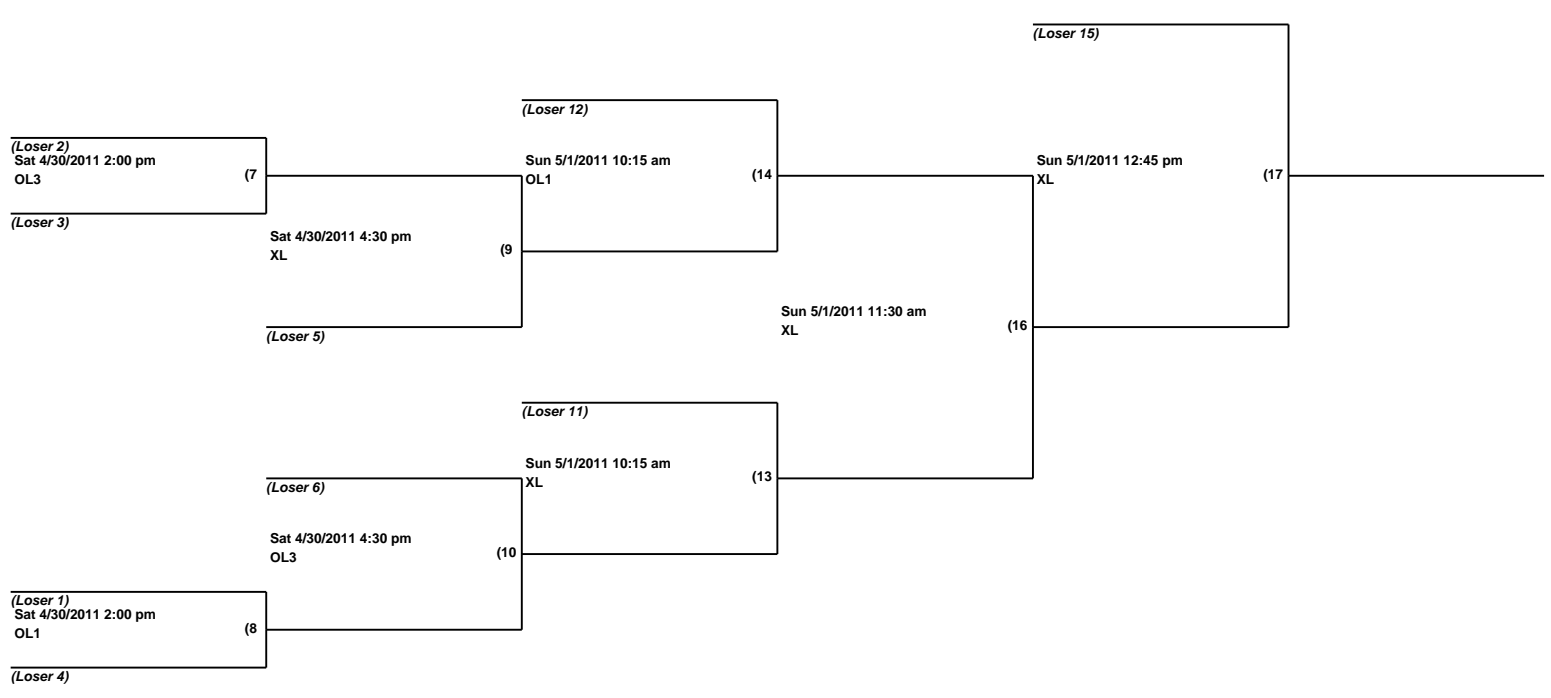 (Loser 15)
(Loser 12)
(Loser 2)
Sat 4/30/2011 2:00 pm
OL3
(7
(Loser 3)
Sun 5/1/2011 10:15 am
OL1
(14
Sun 5/1/2011 12:45 pm
XL
(17
Sat 4/30/2011 4:30 pm
XL
(9
(Loser 5)
Sun 5/1/2011 11:30 am
XL
(16
(Loser 11)
Sun 5/1/2011 10:15 am
XL
(13
(Loser 6)
Sat 4/30/2011 4:30 pm
OL3
(10
(Loser 1)
Sat 4/30/2011 2:00 pm
OL1
(8
(Loser 4)